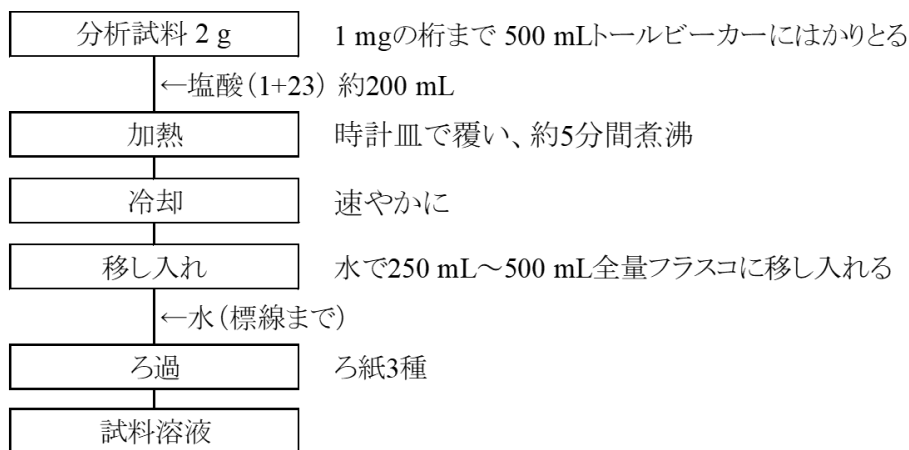 分析試料 2 g 1 mgの桁まで 500 mLトールビーカーにはかりとる
←塩酸(1+23) 約200 mL
加熱 時計皿で覆い、約5分間煮沸
冷却 速やかに
移し入れ 水で250 mL～500 mL全量フラスコに移し入れる
←水(標線まで)
ろ過 ろ紙3種
試料溶液